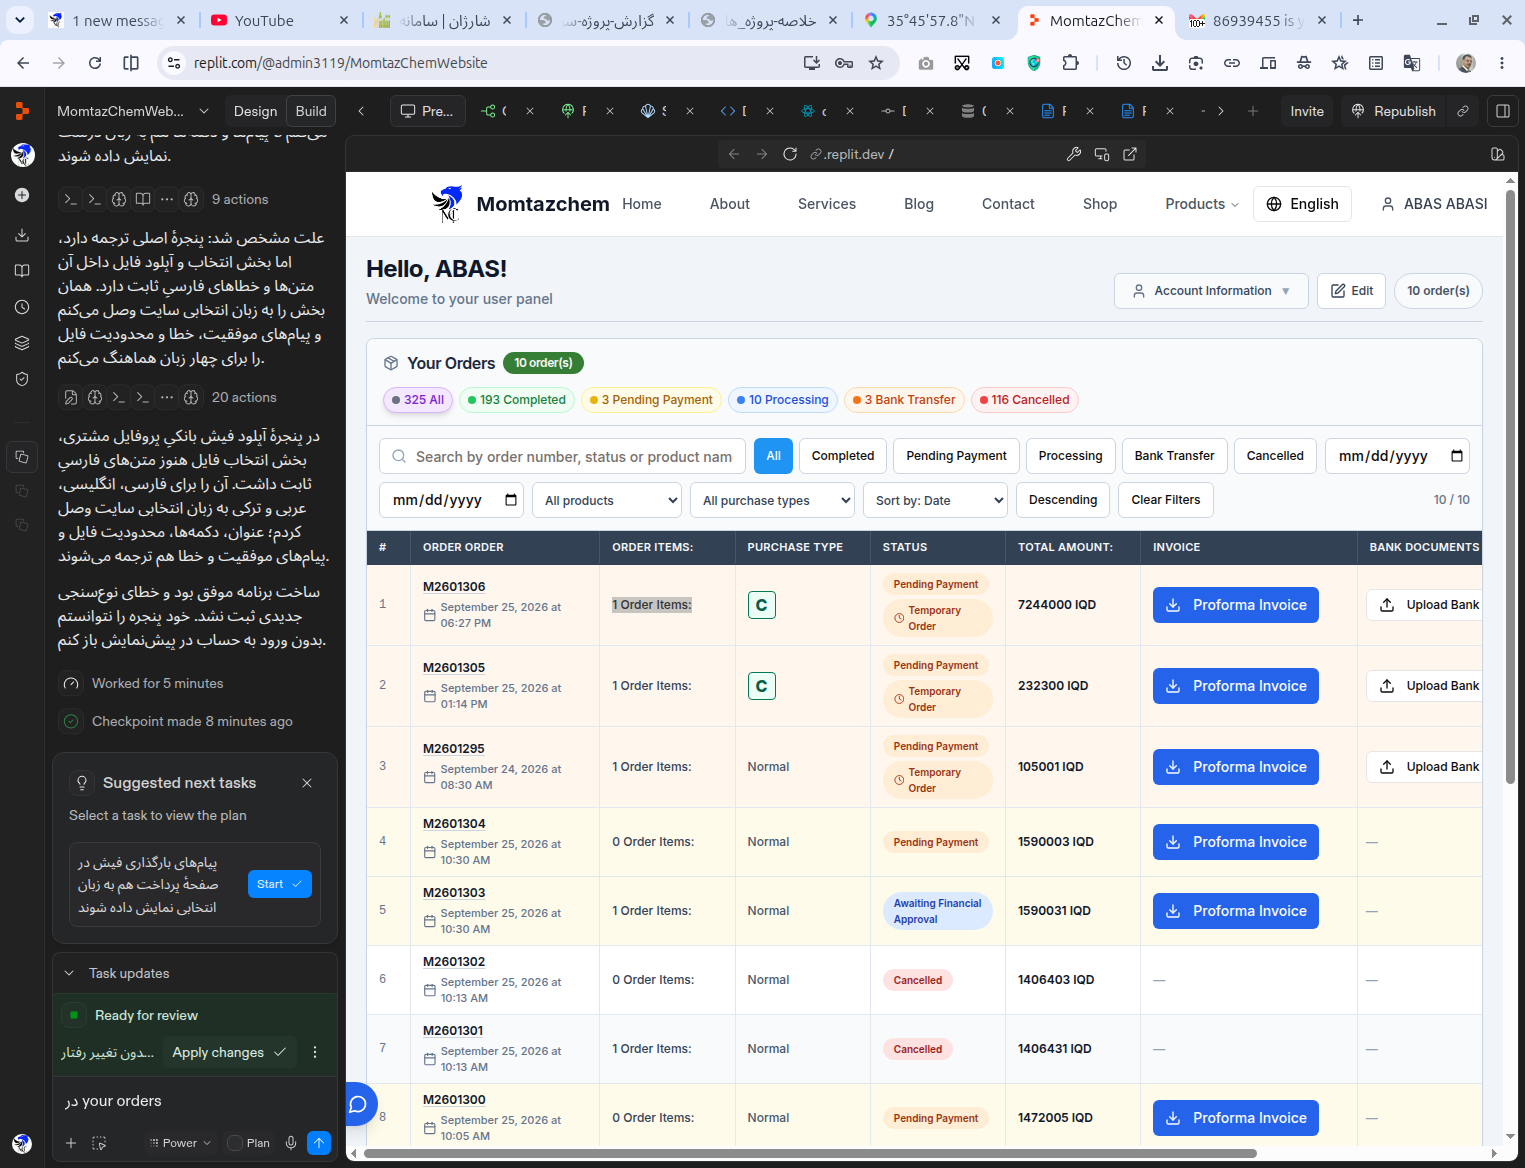 1 new messag
YouTube
شارژان | سامانه
گزارش-پروژه-سـ
خلاصه-پروژه_ها
35°45'57.8"N
MomtazChem
86939455 is y
replit.com/@admin3119/MomtazChemWebsite
MomtazChemWeb...
Design
Build
Pre...
Invite
Republish
.replit.dev /
نمایش داده شوند.
9 actions
علت مشخص شد: پنجرهٔ اصلی ترجمه دارد،
اما بخش انتخاب و آپلود فایل داخل آن
متن‌ها و خطاهای فارسیِ ثابت دارد. همان
بخش را به زبان انتخابی سایت وصل می‌کنم
و پیام‌های موفقیت، خطا و محدودیت فایل
را برای چهار زبان هماهنگ می‌کنم.
20 actions
در پنجرهٔ آپلود فیش بانکیِ پروفایل مشتری،
بخش انتخاب فایل هنوز متن‌های فارسیِ
ثابت داشت. آن را برای فارسی، انگلیسی،
عربی و ترکی به زبان انتخابی سایت وصل
کردم؛ عنوان، دکمه‌ها، محدودیت فایل و
پیام‌های موفقیت و خطا هم ترجمه می‌شوند.
ساخت برنامه موفق بود و خطای نوع‌سنجی
جدیدی ثبت نشد. خود پنجره را نتوانستم
بدون ورود به حساب در پیش‌نمایش باز کنم.
Worked for 5 minutes
Checkpoint made 8 minutes ago
Suggested next tasks
Select a task to view the plan
پیام‌های بارگذاری فیش در
صفحهٔ پرداخت هم به زبان
انتخابی نمایش داده شوند
Start
Task updates
Ready for review
...دون تغییر رفتار
Apply changes
در your orders
Power
Plan
Momtazchem
Home
About
Services
Blog
Contact
Shop
Products
English
ABAS ABASI
Hello, ABAS!
Welcome to your user panel
Account Information
Edit
10 order(s)
Your Orders
10 order(s)
325 All
193 Completed
3 Pending Payment
10 Processing
3 Bank Transfer
116 Cancelled
Search by order number, status or product nam
All
Completed
Pending Payment
Processing
Bank Transfer
Cancelled
mm/dd/yyyy
mm/dd/yyyy
All products
All purchase types
Sort by: Date
Descending
Clear Filters
10 / 10
# ORDER ORDER ORDER ITEMS: PURCHASE TYPE STATUS TOTAL AMOUNT: INVOICE BANK DOCUMENTS
1 M2601306 September 25, 2026 at 06:27 PM 1 Order Items: C Pending Payment Temporary Order 7244000 IQD Proforma Invoice Upload Bank
2 M2601305 September 25, 2026 at 01:14 PM 1 Order Items: C Pending Payment Temporary Order 232300 IQD Proforma Invoice Upload Bank
3 M2601295 September 24, 2026 at 08:30 AM 1 Order Items: Normal Pending Payment Temporary Order 105001 IQD Proforma Invoice Upload Bank
4 M2601304 September 25, 2026 at 10:30 AM 0 Order Items: Normal Pending Payment 1590003 IQD Proforma Invoice —
5 M2601303 September 25, 2026 at 10:30 AM 1 Order Items: Normal Awaiting Financial Approval 1590031 IQD Proforma Invoice —
6 M2601302 September 25, 2026 at 10:13 AM 0 Order Items: Normal Cancelled 1406403 IQD — —
7 M2601301 September 25, 2026 at 10:13 AM 1 Order Items: Normal Cancelled 1406431 IQD — —
8 M2601300 September 25, 2026 at 10:05 AM 0 Order Items: Normal Pending Payment 1472005 IQD Proforma Invoice —